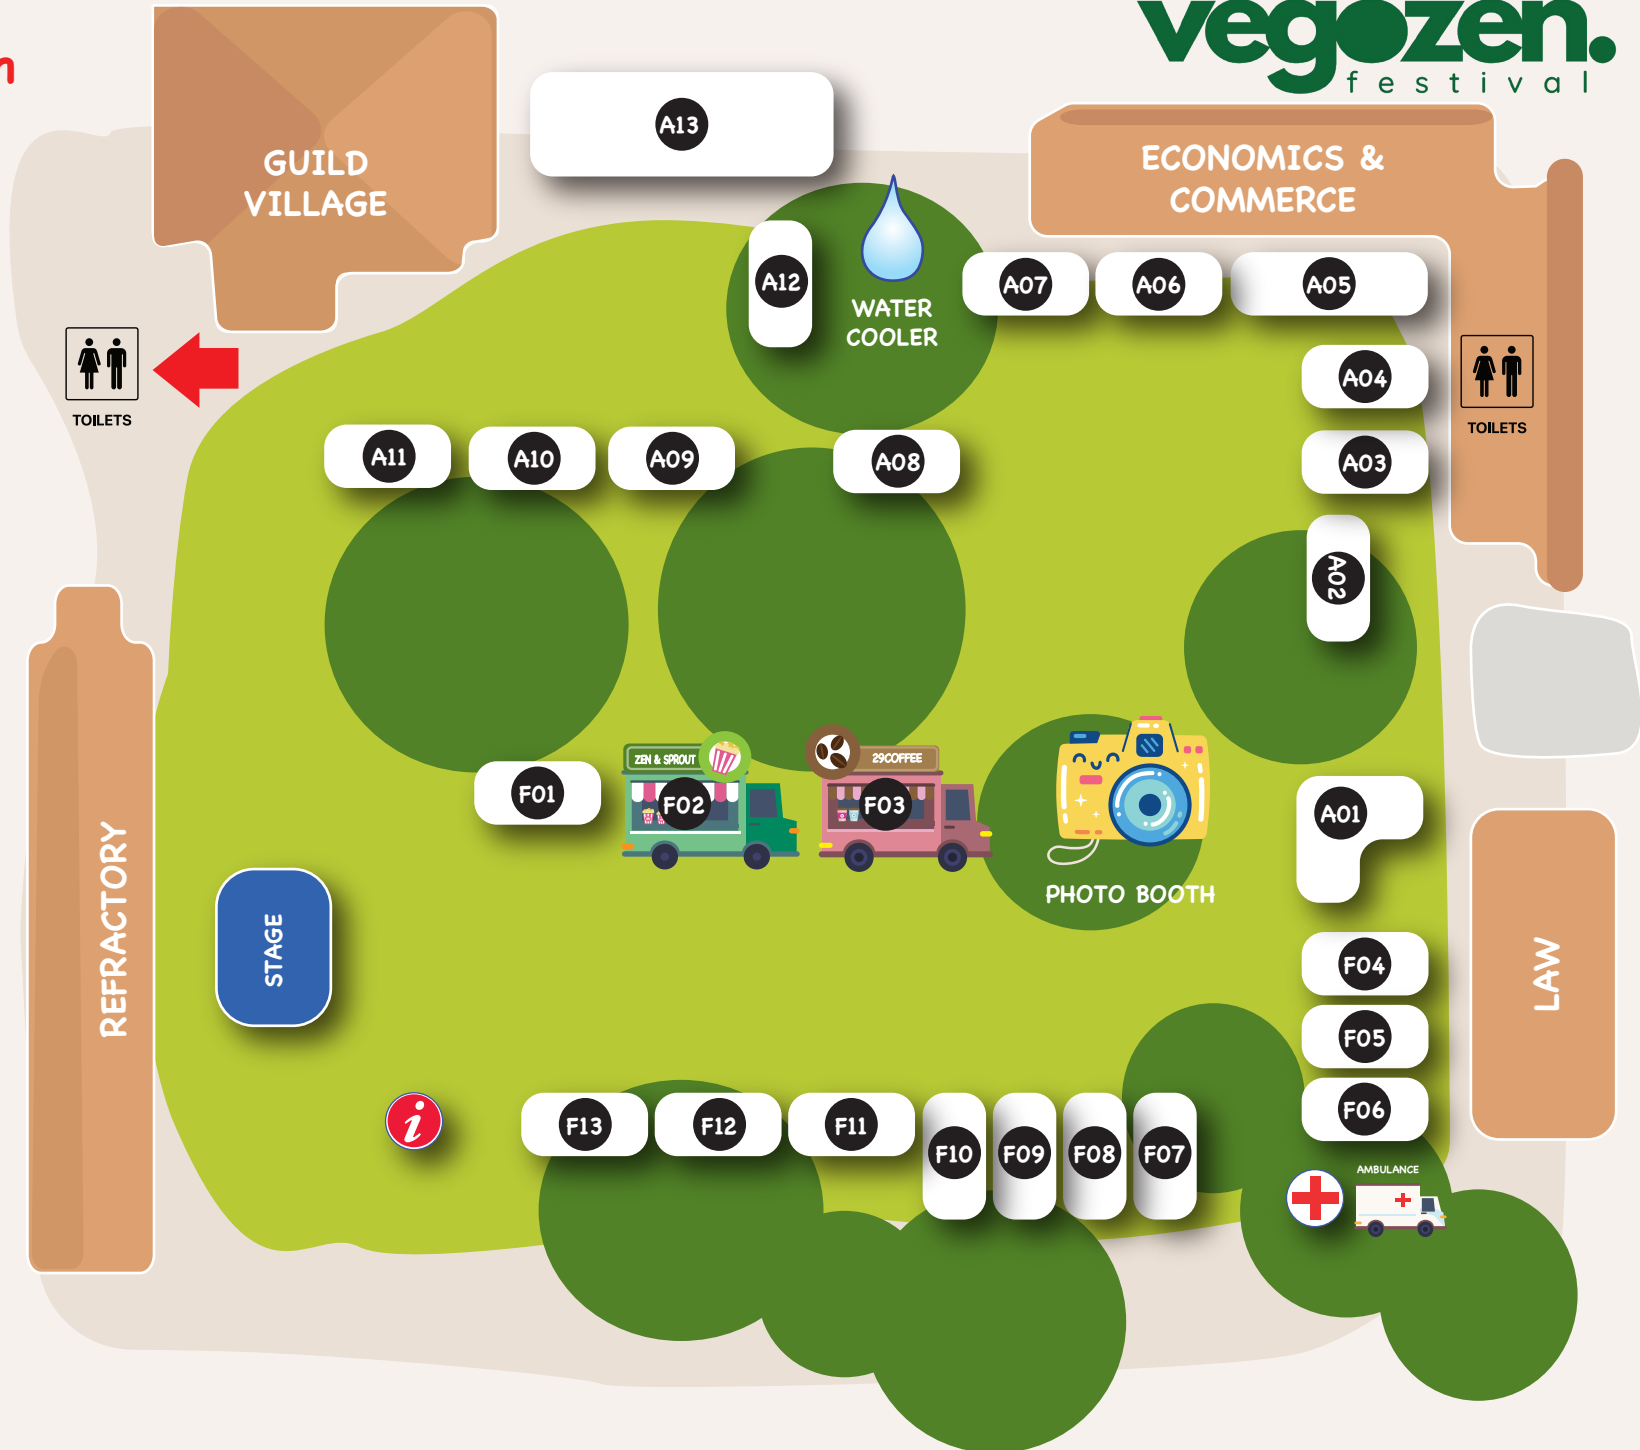 n
vegozen.
festival
A13
GUILD
VILLAGE
ECONOMICS &
COMMERCE
A12
WATER
COOLER
A07
A06
A05
A04
A03
TOILETS
TOILETS
A11
A10
A09
A08
A02
ZEN & SPROUT
29COFFEE
F01
F02
F03
A01
PHOTO BOOTH
REFRACTORY
STAGE
LAW
F04
F05
F06
i
F13
F12
F11
F10
F09
F08
F07
AMBULANCE